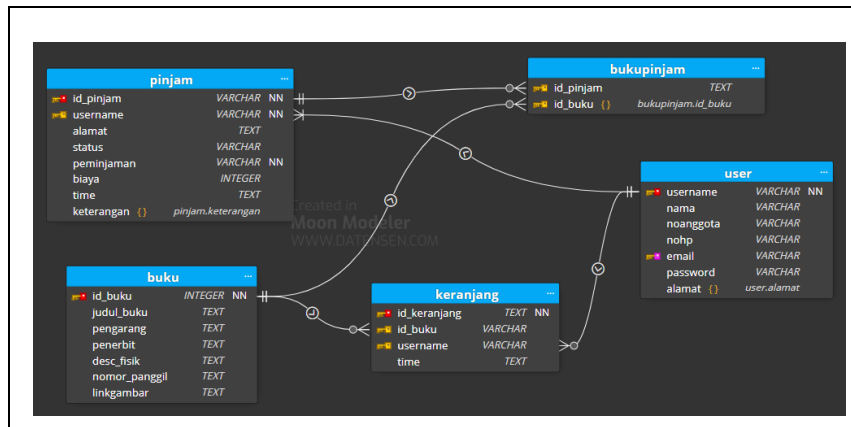 pinjam ...
id_pinjam VARCHAR NN
username VARCHAR NN
alamat TEXT
status VARCHAR
peminjaman VARCHAR NN
biaya INTEGER
time TEXT
keterangan {} pinjam.keterangan
bukupinjam ...
id_pinjam TEXT
id_buku {} bukupinjam.id_buku
user ...
username VARCHAR NN
nama VARCHAR
noanggota VARCHAR
nohp VARCHAR
email VARCHAR
password VARCHAR
alamat {} user.alamat
Created in
Moon Modeler
WWW.DATENSEN.COM
buku ...
id_buku INTEGER NN
judul_buku TEXT
pengarang TEXT
penerbit TEXT
desc_fisik TEXT
nomor_panggil TEXT
linkgambar TEXT
keranjang ...
id_keranjang TEXT NN
id_buku VARCHAR
username VARCHAR
time TEXT